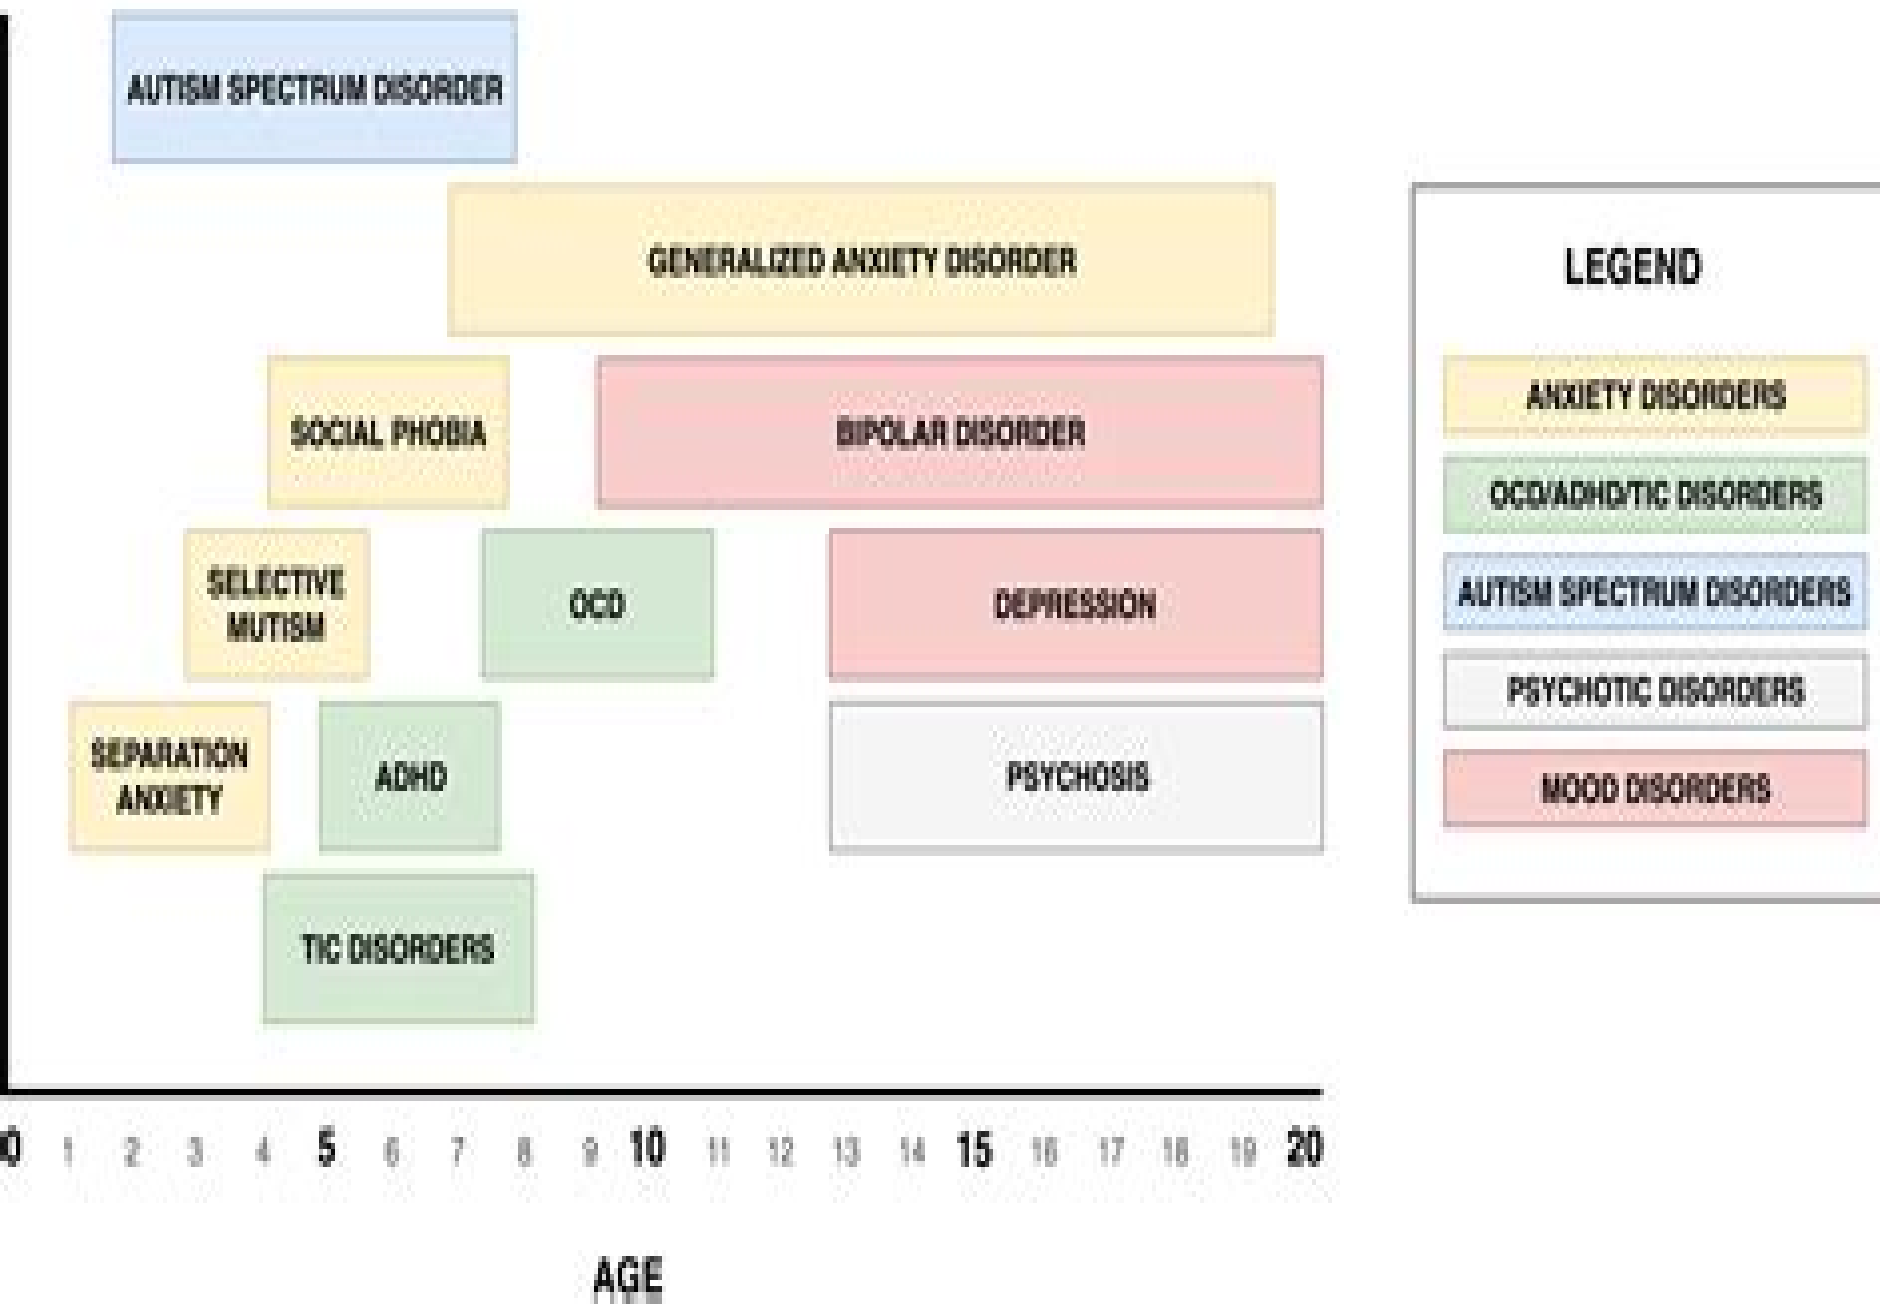 AUTISM SPECTRUM DISORDER
GENERALIZED ANXIETY DISORDER
SOCIAL PHOBIA
BIPOLAR DISORDER
SELECTIVE
MUTISM
OCD
DEPRESSION
SEPARATION
ANXIETY
ADHD
PSYCHOSIS
TIC DISORDERS
0 1 2 3 4 5 6 7 8 9 10 11 12 13 14 15 16 17 18 19 20
AGE
LEGEND
ANXIETY DISORDERS
OCD/ADHD/TIC DISORDERS
AUTISM SPECTRUM DISORDERS
PSYCHOTIC DISORDERS
MOOD DISORDERS